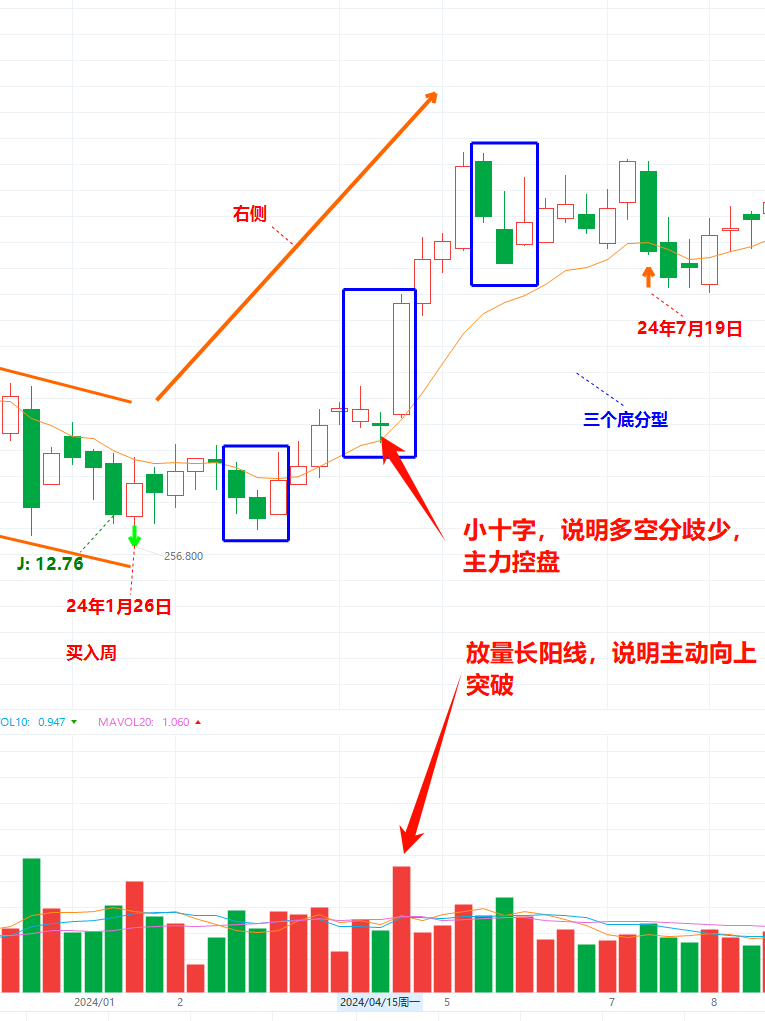 右侧
24年7月19日
三个底分型
小十字，说明多空分歧少，
主力控盘
J: 12.76
256.800
24年1月26日
买入周
放量长阳线，说明主动向上
突破
OL10: 0.947 MAVOL20: 1.060
2024/01 2 2024/04/15周一 5 7 8